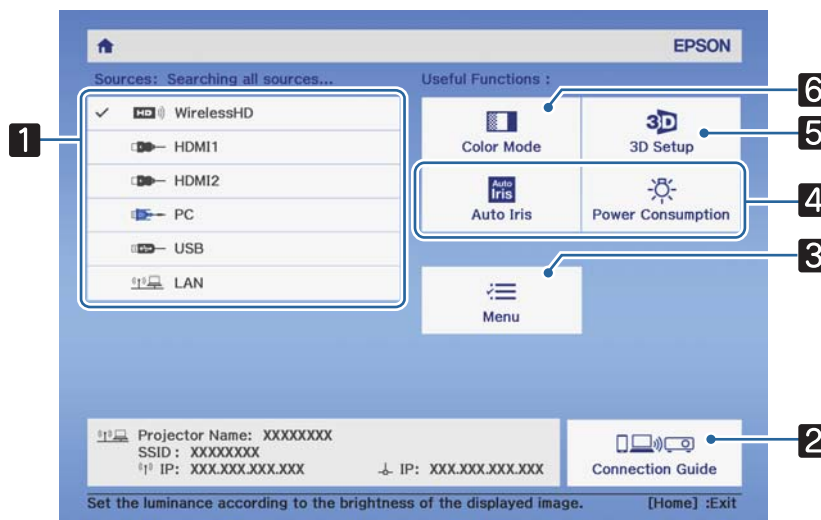 EPSON
Sources: Searching all sources...
Useful Functions :
1
WirelessHD
HDMI1
HDMI2
PC
USB
LAN
Color Mode
6
3D
3D Setup
5
Auto Iris
Auto Iris
Power Consumption
4
3
Menu
Projector Name: XXXXXXXX
SSID : XXXXXXXX
IP: XXX.XXX.XXX.XXX
IP: XXX.XXX.XXX.XXX
Connection Guide
2
Set the luminance according to the brightness of the displayed image.
[Home] :Exit